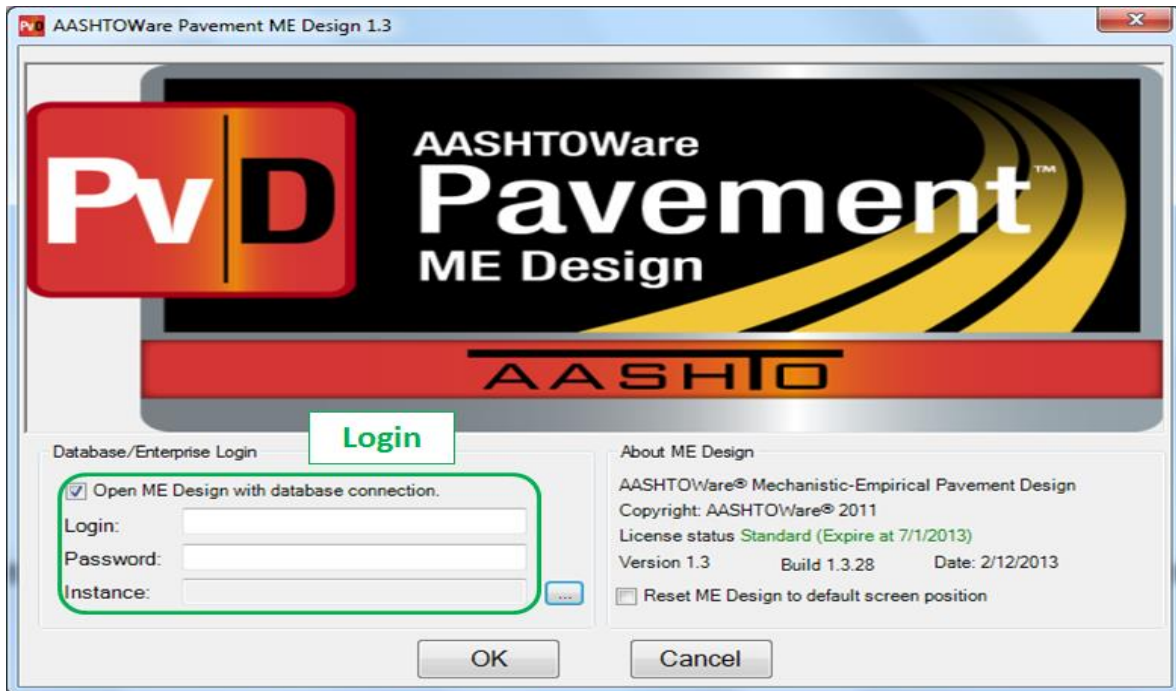 PvD AASHTOWare Pavement ME Design 1.3
Pv D
AASHTOWare
Pavement™
ME Design
AASHTO
Login
Database/Enterprise Login
Open ME Design with database connection.
Login:
Password:
Instance:
...
About ME Design
AASHTOWare® Mechanistic-Empirical Pavement Design
Copyright: AASHTOWare® 2011
License status Standard (Expire at 7/1/2013)
Version 1.3 Build 1.3.28 Date: 2/12/2013
Reset ME Design to default screen position
OK
Cancel